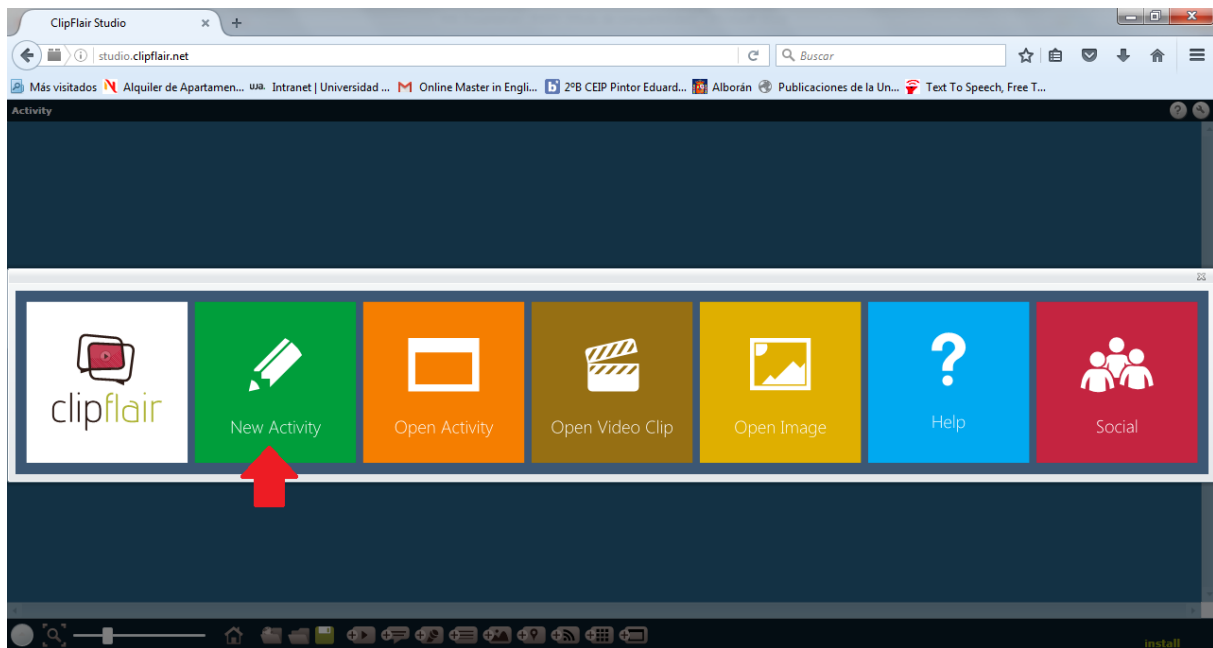 ClipFlair Studio
studio.clipflair.net
Buscar
Más visitados Alquiler de Apartamen... UAL Intranet | Universidad ... Online Master in Engli... 2ºB CEIP Pintor Eduard... Alborán Publicaciones de la Un... Text To Speech, Free T...
Activity
clipflair
New Activity
Open Activity
Open Video Clip
Open Image
Help
Social
install